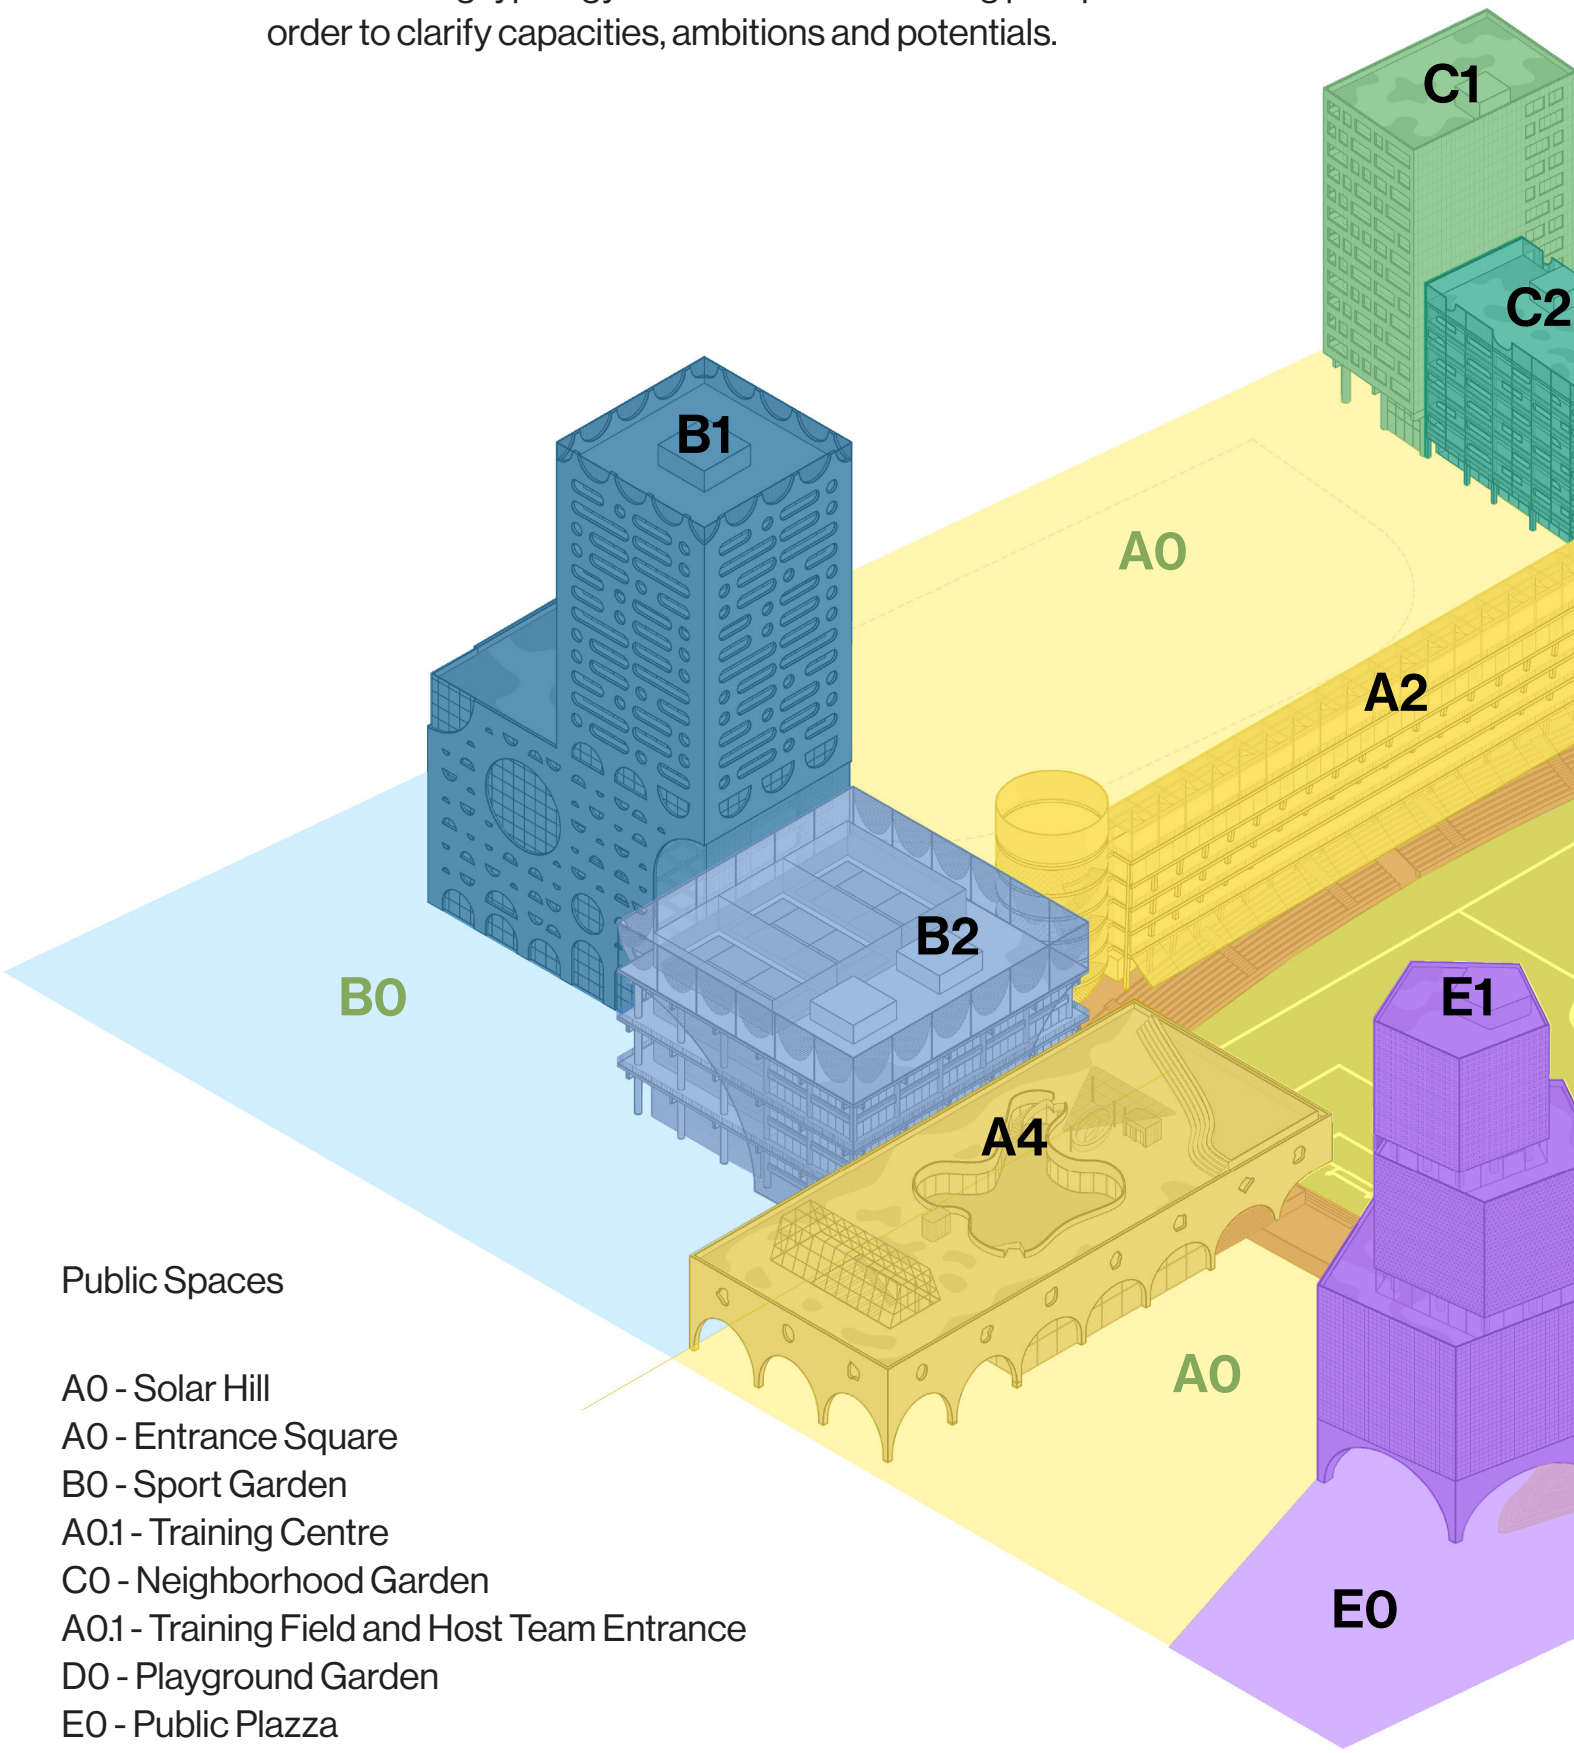 order to clarify capacities, ambitions and potentials.
C1
C2
B1
A0
A2
B2
B0
E1
A4
A0
E0
Public Spaces
A0 - Solar Hill
A0 - Entrance Square
B0 - Sport Garden
A0.1 - Training Centre
C0 - Neighborhood Garden
A0.1 - Training Field and Host Team Entrance
D0 - Playground Garden
E0 - Public Plazza